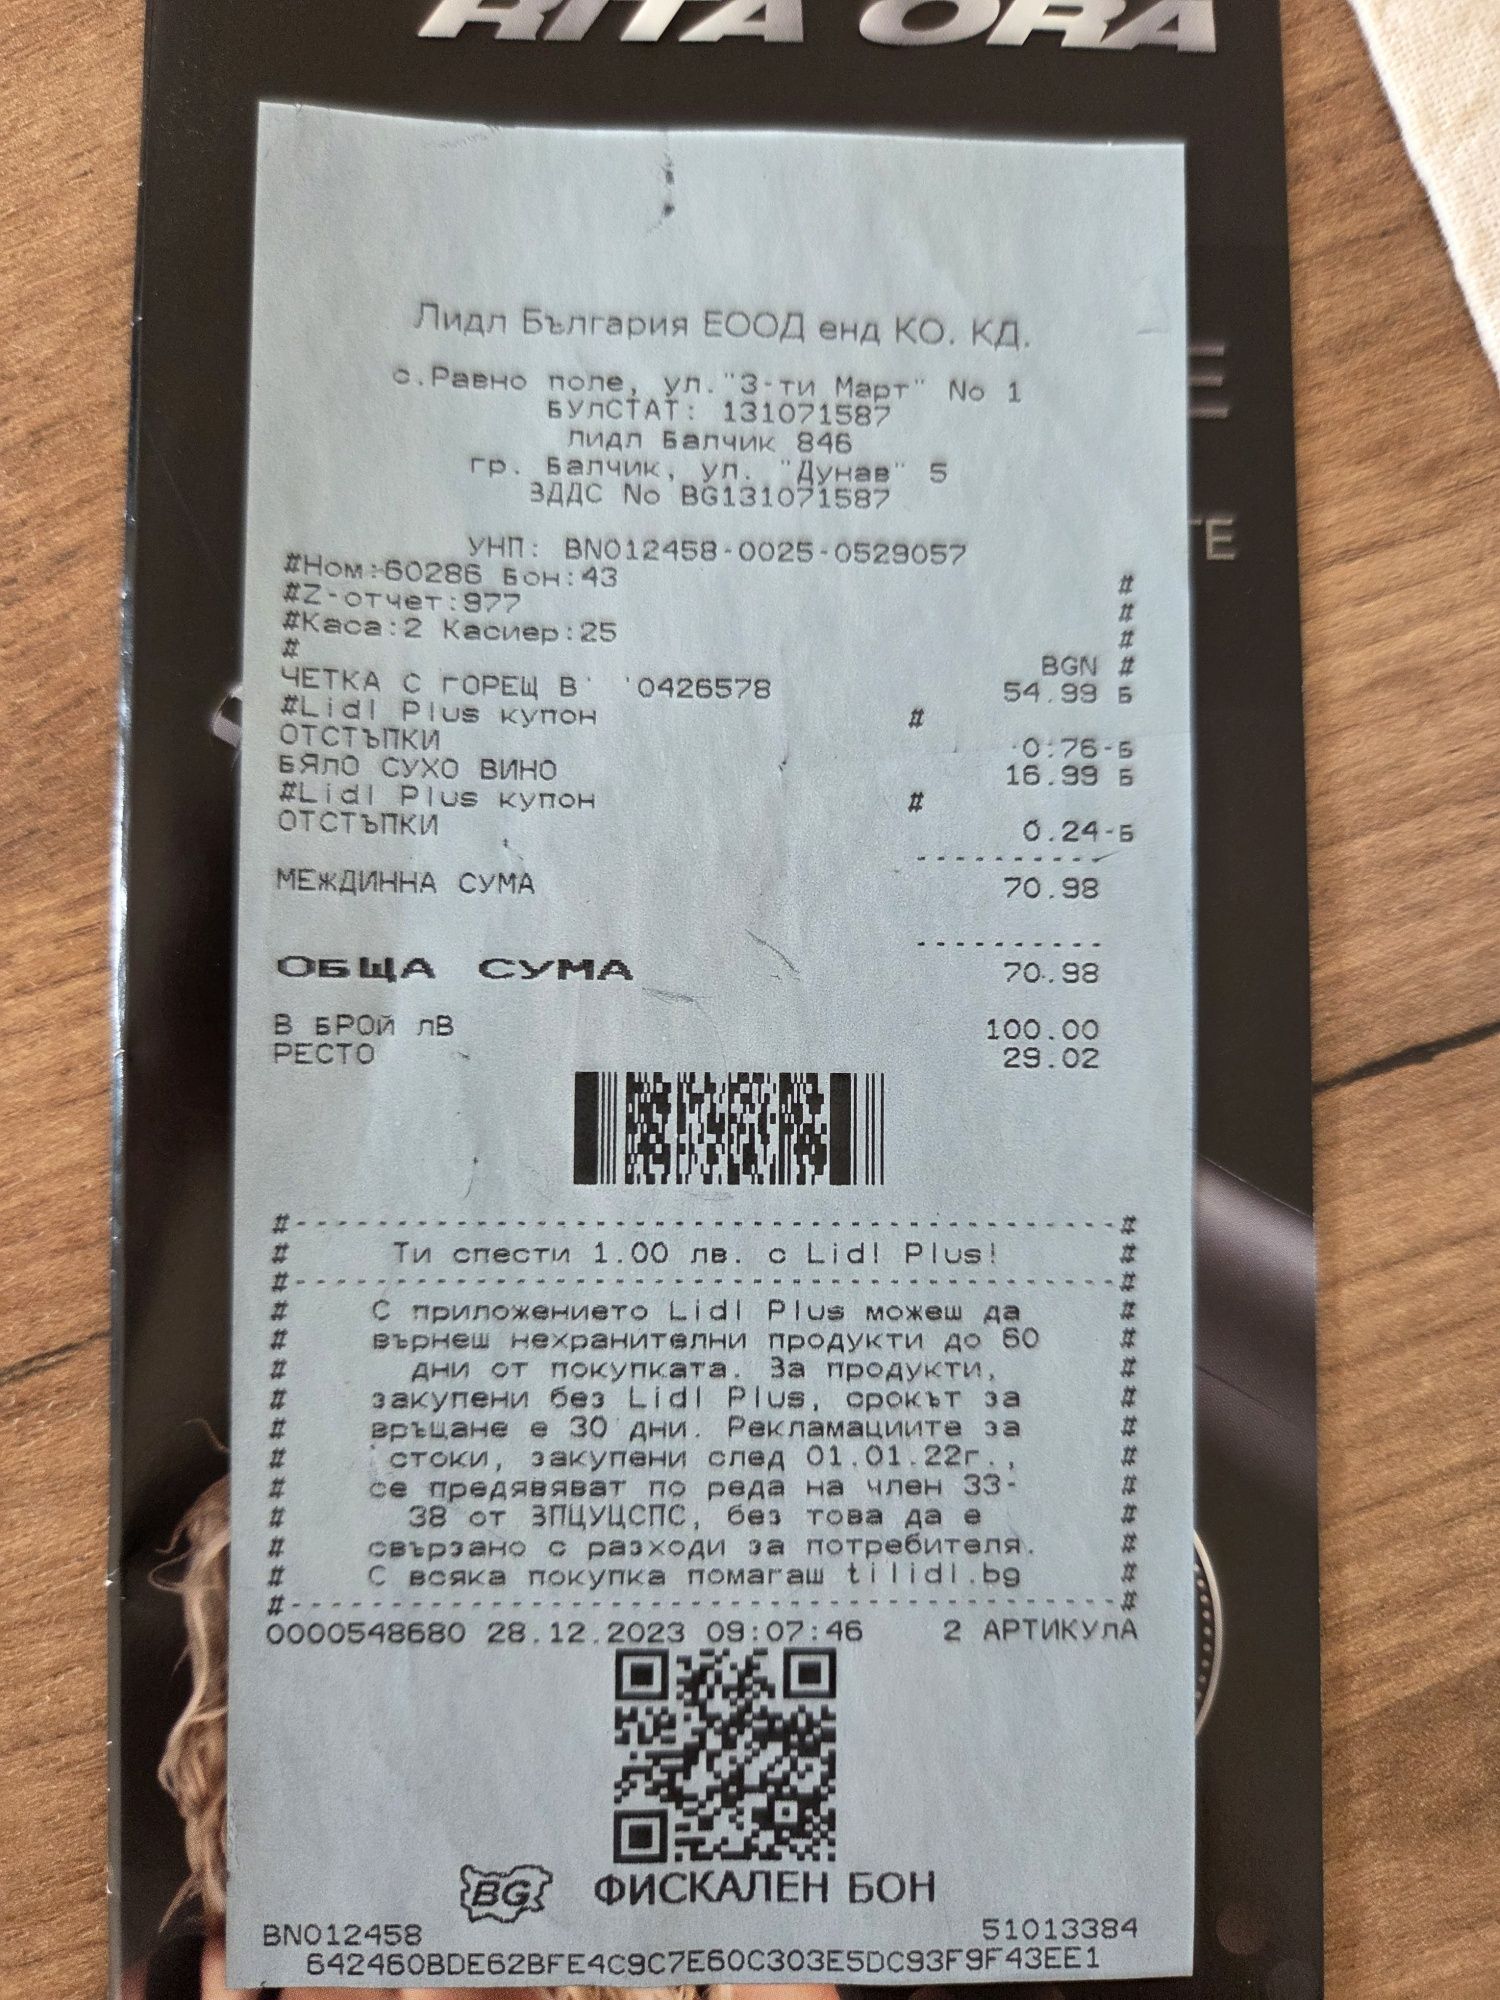 RITA ORA
Лидл България ЕООД енд КО. КД.
с.Равно поле, ул."3-ти Март" No 1
БУЛСТАТ: 131071587
Лидл Балчик 846
гр. Балчик, ул. "Дунав" 5
ЗДДС No BG131071587
УНП: BN012458-0025-0529057
#Ном:60286 Бон:43 #
#Z-отчет:977 #
#Каса:2 Касиер:25 #
# BGN #
ЧЕТКА С ГОРЕЩ В' '0426578 54.99 Б
#Lidl Plus купон #
ОТСТЪПКИ 0.76-Б
БЯЛО СУХО ВИНО 16.99 Б
#Lidl Plus купон #
ОТСТЪПКИ 0.24-Б
----------
МЕЖДИННА СУМА 70.98
----------
ОБЩА СУМА 70.98
В БРОЙ ЛВ 100.00
РЕСТО 29.02
#----------------------------------------#
# Ти спести 1.00 лв. с Lidl Plus! #
#----------------------------------------#
# С приложението Lidl Plus можеш да #
# върнеш нехранителни продукти до 60 #
# дни от покупката. За продукти, #
# закупени без Lidl Plus, срокът за #
# връщане е 30 дни. Рекламациите за #
# стоки, закупени след 01.01.22г., #
# се предявяват по реда на член 33- #
# 38 от ЗПЦУЦСПС, без това да е #
# свързано с разходи за потребителя. #
# С всяка покупка помагаш tilidl.bg #
#----------------------------------------#
0000548680 28.12.2023 09:07:46 2 АРТИКУЛА
BG ФИСКАЛЕН БОН
BN012458 51013384
642460BDE62BFE4C9C7E60C303E5DC93F9F43EE1